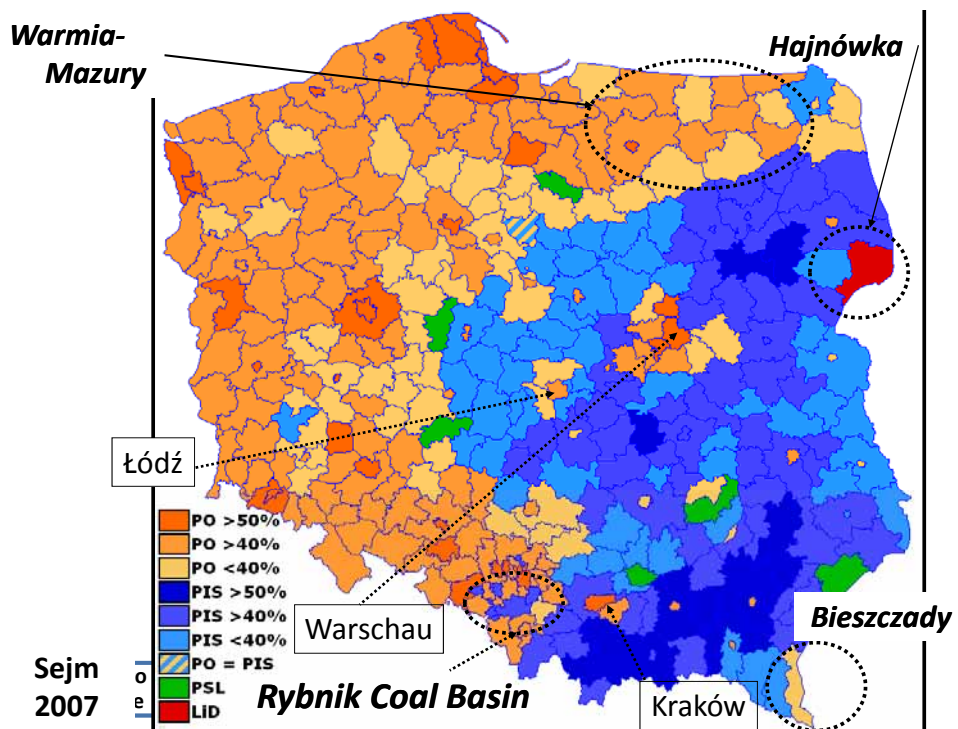 Warmia-
Mazury
Hajnówka
Łódź
PO >50%
PO >40%
PO <40%
PIS >50%
PIS >40%
PIS <40%
PO = PIS
PSL
LiD
Warschau
Bieszczady
Sejm
2007
o
e
Rybnik Coal Basin
Kraków